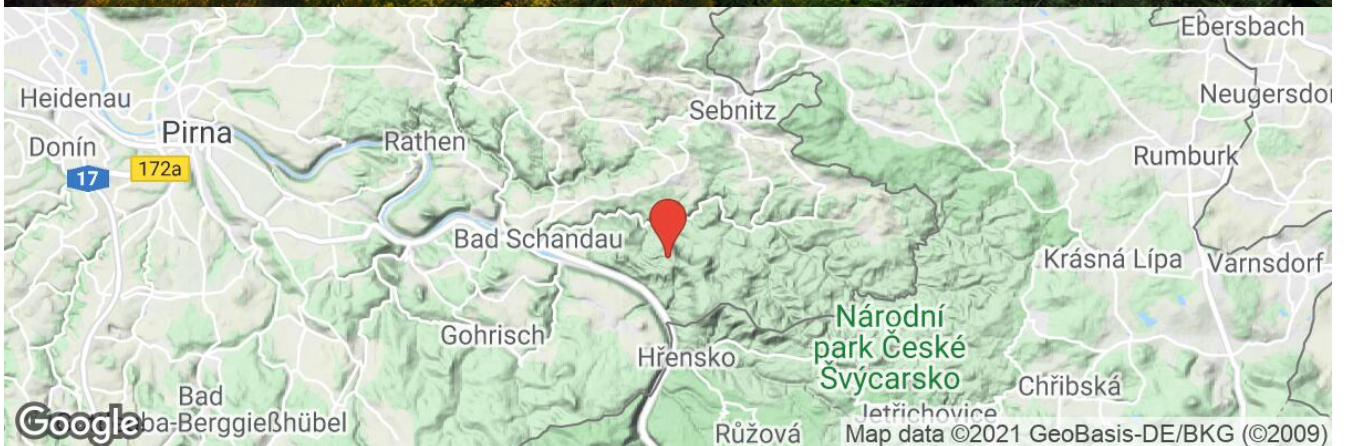 Ebersbach
Heidenau
Neugersdor
Sebnitz
Pirna
Rathen
Donín
172a
Rumburk
17
Bad Schandau
Krásná Lípa
Varnsdorf
Národní
park České
Švýcarsko
Gohrisch
Hřensko
Chřibská
Bad
Jetřichovice
Google
ba-Berggießhübel
Růžová
Map data ©2021 GeoBasis-DE/BKG (©2009)